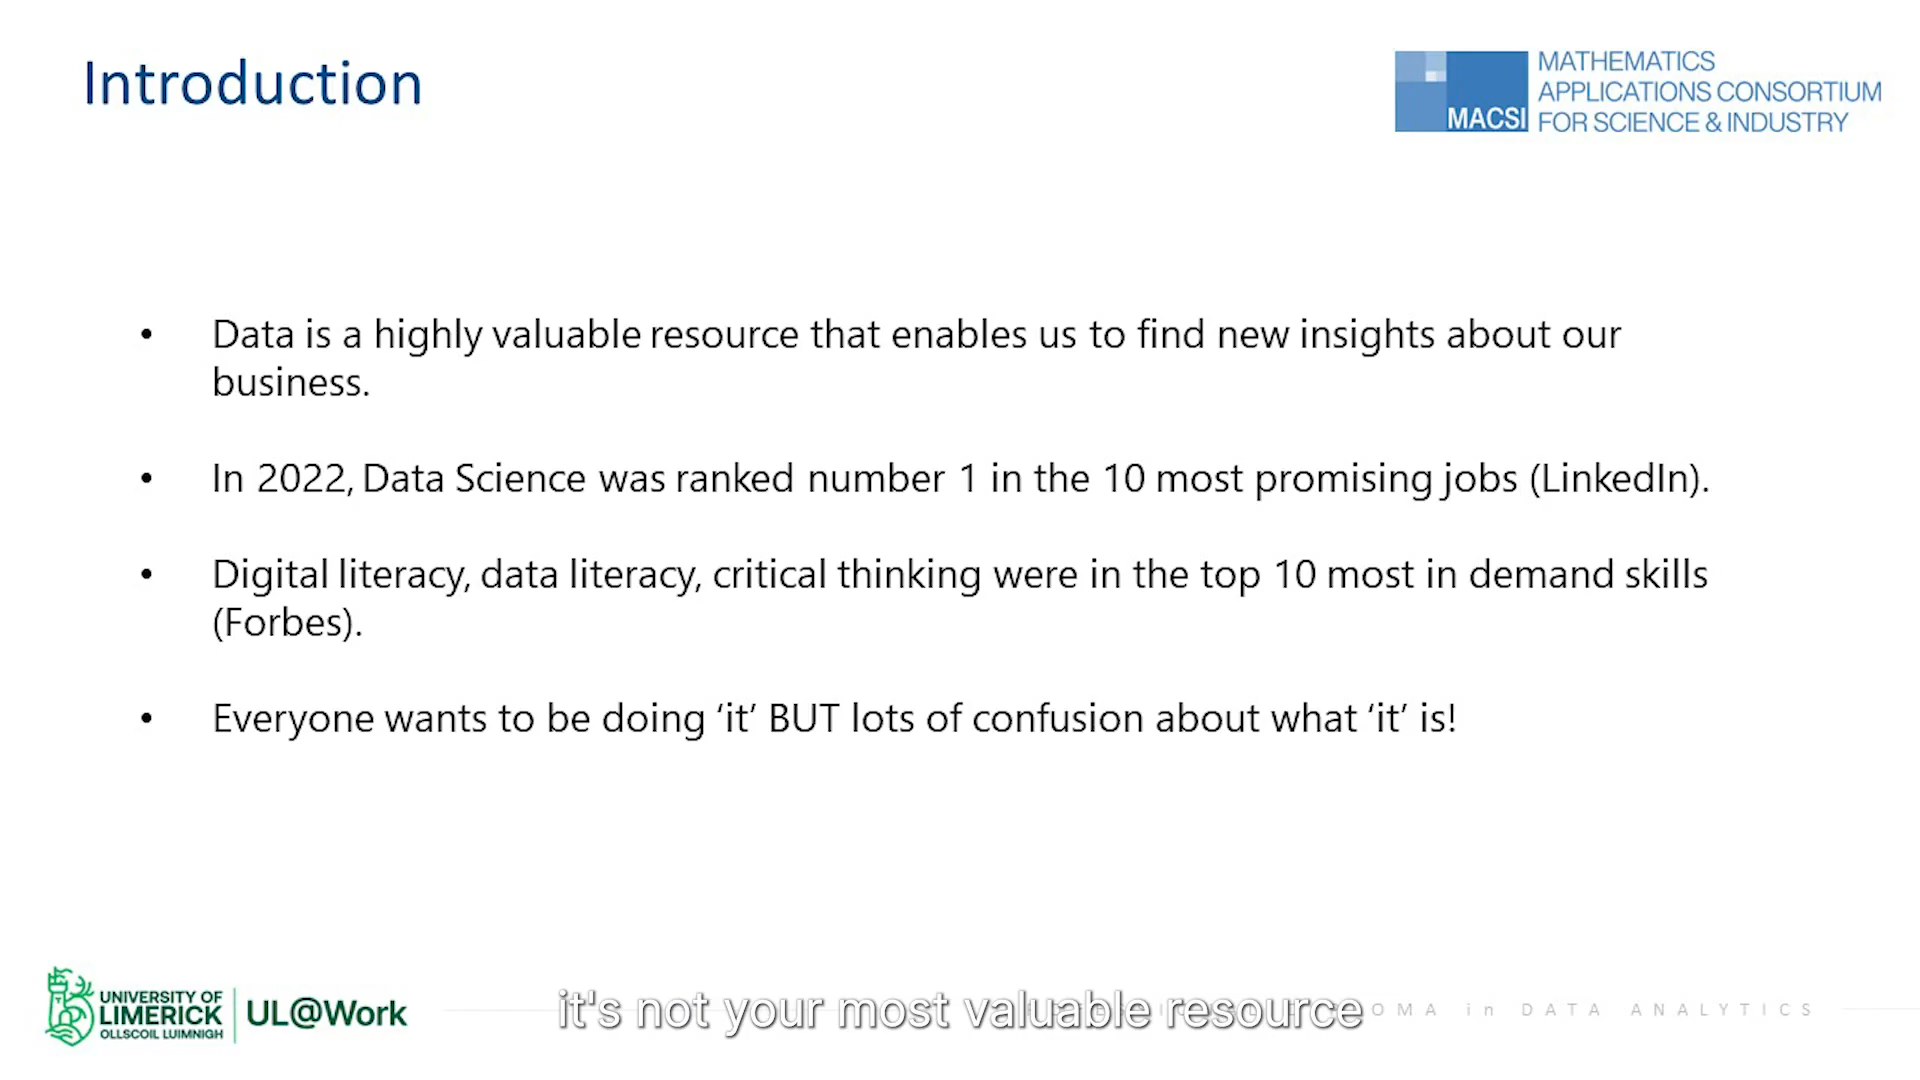 Introduction
MACSI
MATHEMATICS
APPLICATIONS CONSORTIUM
FOR SCIENCE & INDUSTRY
• Data is a highly valuable resource that enables us to find new insights about our
business.
• In 2022, Data Science was ranked number 1 in the 10 most promising jobs (LinkedIn).
• Digital literacy, data literacy, critical thinking were in the top 10 most in demand skills
(Forbes).
• Everyone wants to be doing ‘it’ BUT lots of confusion about what ‘it’ is!
UNIVERSITY OF
LIMERICK
OLLSCOIL LUIMNIGH
UL@Work
it's not your most valuable resource
in DATA ANALYTICS